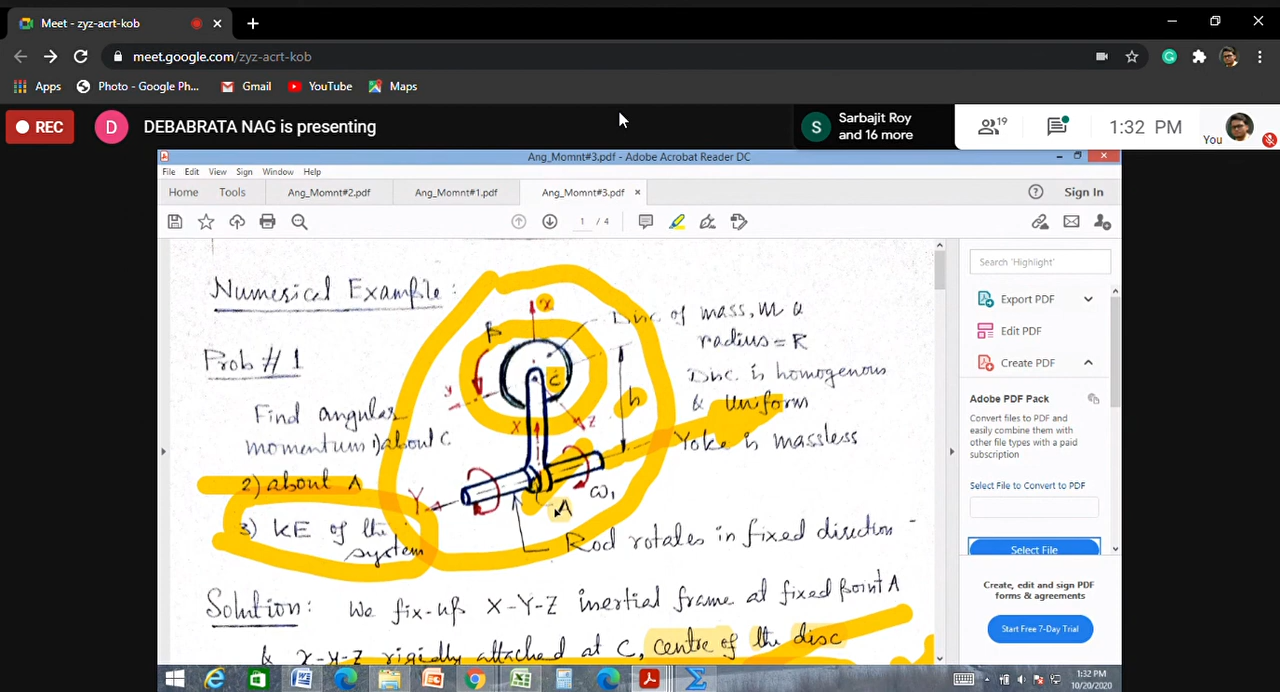 Meet - zyz-acrt-kob
meet.google.com/zyz-acrt-kob
Apps
Photo - Google Ph...
Gmail
YouTube
Maps
REC
D
DEBABRATA NAG is presenting
S
Sarbajit Roy
and 16 more
19
1:32 PM
You
Ang_Momnt#3.pdf - Adobe Acrobat Reader DC
File Edit View Sign Window Help
Home
Tools
Ang_Momnt#2.pdf
Ang_Momnt#1.pdf
Ang_Momnt#3.pdf
Sign In
1 / 4
Numerical Example:
Prob # 1
Find angular
momentum 1) about C
2) about A
3) KE of the
system
x
y
z
C
h
X
Y
A
ω₁
Disc of mass, M &
radius = R
Disc is homogenous
& Uniform
Yoke is massless
Rod rotates in fixed direction -
Solution: We fix-up X-Y-Z inertial frame at fixed point A
& x-y-z rigidly attached at C, centre of the disc
Search 'Highlight'
Export PDF
Edit PDF
Create PDF
Adobe PDF Pack
Convert files to PDF and
easily combine them with
other file types with a paid
subscription
Select File to Convert to PDF
Select File
Create, edit and sign PDF
forms & agreements
Start Free 7-Day Trial
1:32 PM
10/20/2020